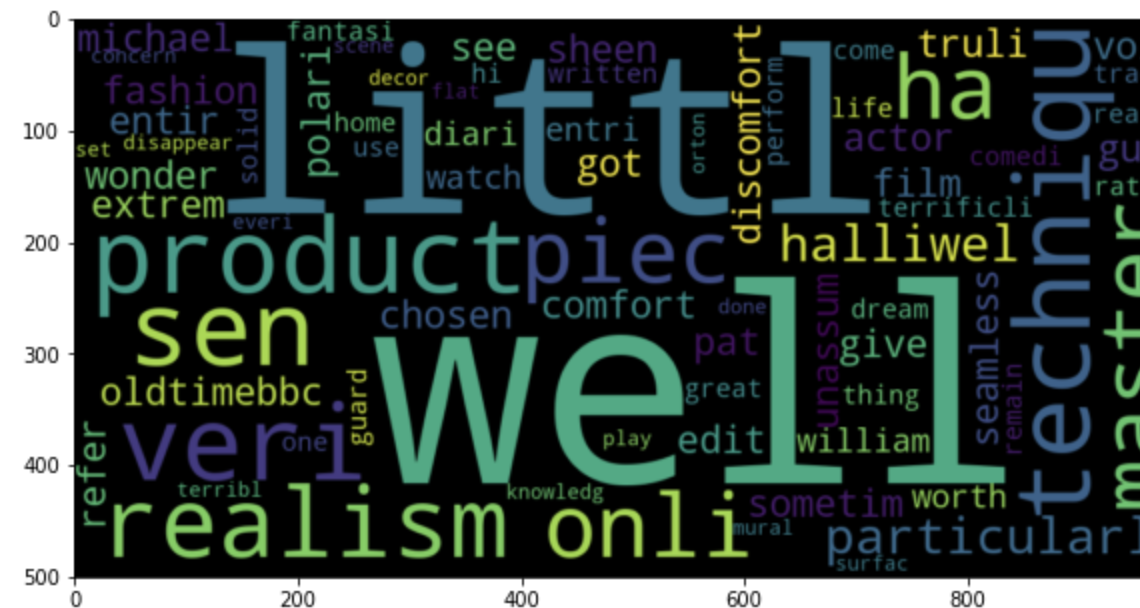 0
100
200
300
400
500
0
200
400
600
800
michael
concern
fantasi
scene
see
hi
sheen
written
discomfort
come
truli
vo
fashion
solid
polari
decor
flat
littl
perform
life
ha
tra
entir
home
use
diari
entri
orton
actor
rea
set
disappear
got
comedi
gu
wonder
watch
film
terrificli
rat
extrem
everi
techniqu
product
piec
halliwel
master
sen
chosen
comfort
done
unassum
dream
seamless
pat
give
oldtimebbc
guard
well
great
thing
remain
refer
veri
one
play
edit
william
terribl
knowledg
sometim
worth
realism
onli
mural
particularl
surfac